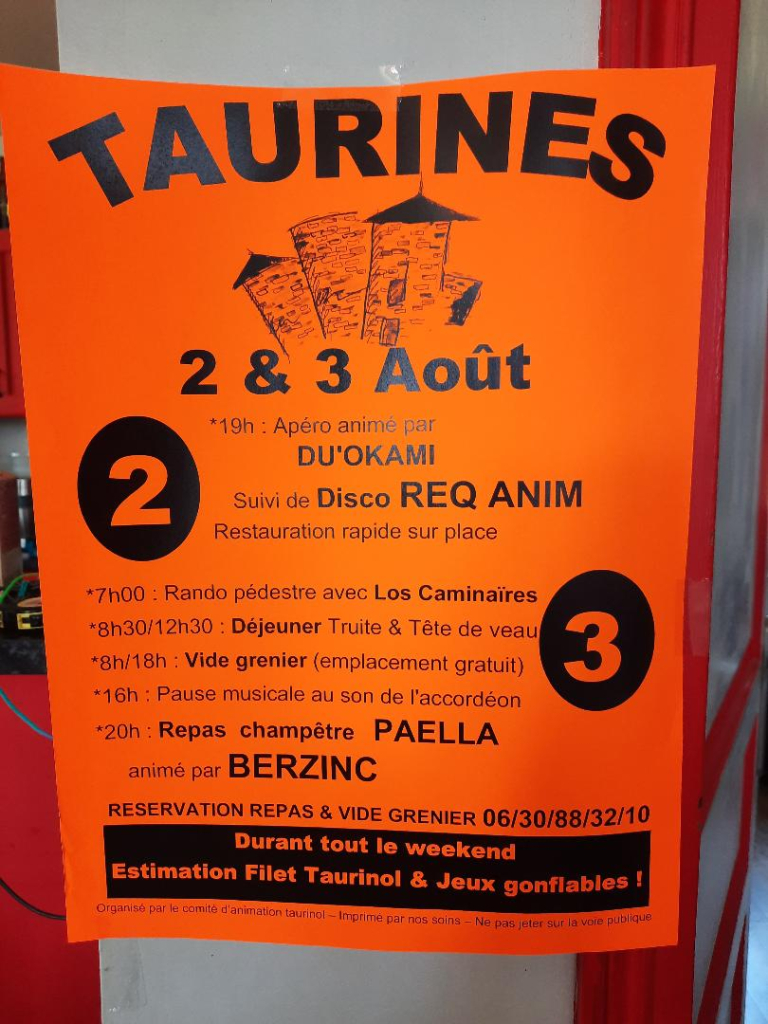 TAURINES
2 & 3 Août
2
*19h : Apéro animé par
DU'OKAMI
Suivi de Disco REQ ANIM
Restauration rapide sur place
3
*7h00 : Rando pédestre avec Los Caminaïres
*8h30/12h30 : Déjeuner Truite & Tête de veau
*8h/18h : Vide grenier (emplacement gratuit)
*16h : Pause musicale au son de l'accordéon
*20h : Repas champêtre PAELLA
animé par BERZINC
RESERVATION REPAS & VIDE GRENIER 06/30/88/32/10
Durant tout le weekend
Estimation Filet Taurinol & Jeux gonflables !
Organisé par le comité d'animation taurinol – Imprimé par nos soins – Ne pas jeter sur la voie publique